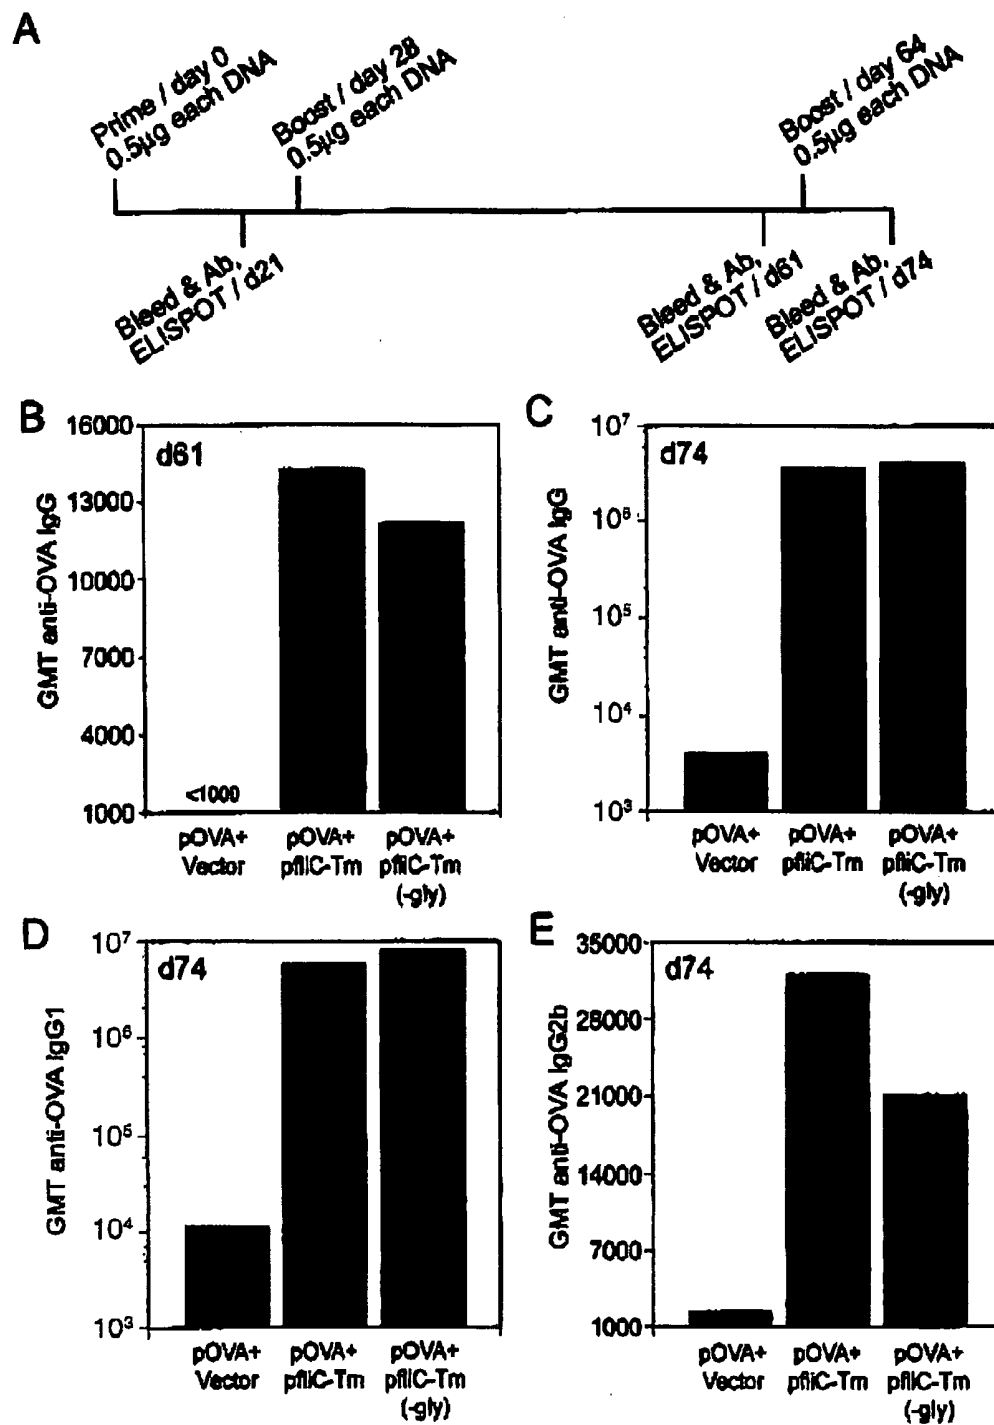 A
Prime / day 0
0.5µg each DNA
Boost / day 28
0.5µg each DNA
Boost / day 64
0.5µg each DNA
Bleed & Ab,
ELISPOT / d21
Bleed & Ab,
ELISPOT / d61
Bleed & Ab,
ELISPOT / d74
B
d61
GMT anti-OVA IgG
16000
13000
10000
7000
4000
1000
<1000
pOVA+
Vector
pOVA+
pfliC-Tm
pOVA+
pfliC-Tm
(-gly)
C
d74
GMT anti-OVA IgG
10⁷
10⁶
10⁵
10⁴
10³
pOVA+
Vector
pOVA+
pfliC-Tm
pOVA+
pfliC-Tm
(-gly)
D
d74
GMT anti-OVA IgG1
10⁷
10⁶
10⁵
10⁴
10³
pOVA+
Vector
pOVA+
pfliC-Tm
pOVA+
pfliC-Tm
(-gly)
E
d74
GMT anti-OVA IgG2b
35000
28000
21000
14000
7000
1000
pOVA+
Vector
pOVA+
pfliC-Tm
pOVA+
pfliC-Tm
(-gly)